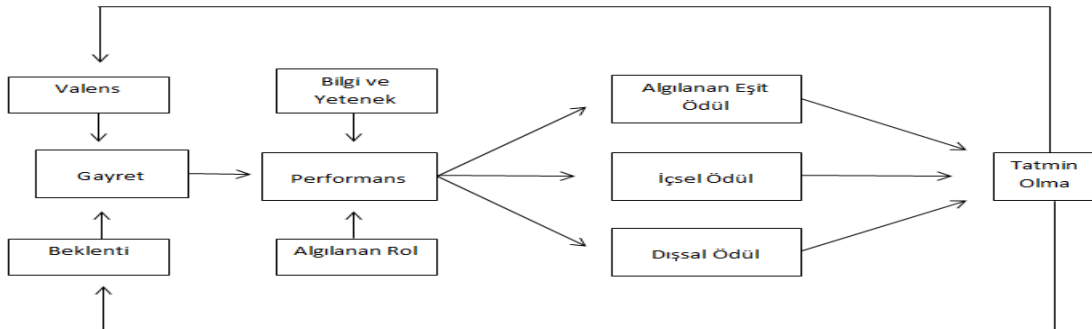 Valens
Bilgi ve
Yetenek
Algılanan Eşit
Ödül
Gayret
Performans
İçsel Ödül
Tatmin
Olma
Beklenti
Algılanan Rol
Dışsal Ödül